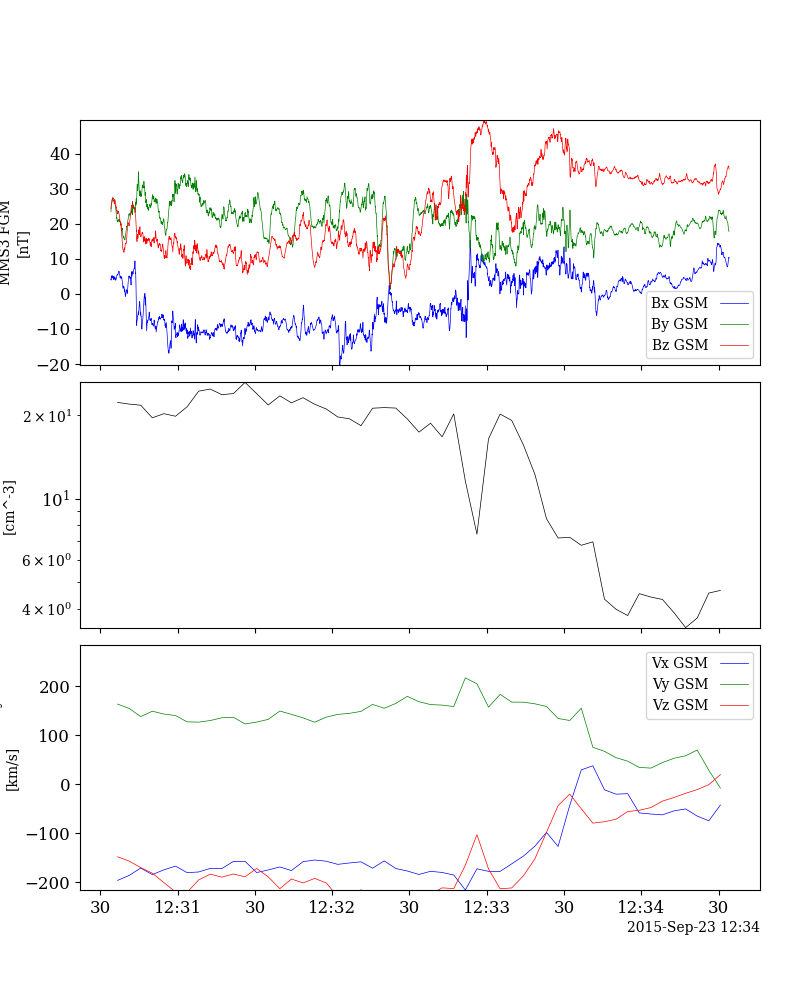 40
30
20
10
0
−10
−20
MMS3 FGM
[nT]
Bx GSM
By GSM
Bz GSM
2 × 10¹
10¹
6 × 10⁰
4 × 10⁰
[cm^-3]
200
100
0
−100
−200
[km/s]
Vx GSM
Vy GSM
Vz GSM
30 12:31 30 12:32 30 12:33 30 12:34 30
2015-Sep-23 12:34